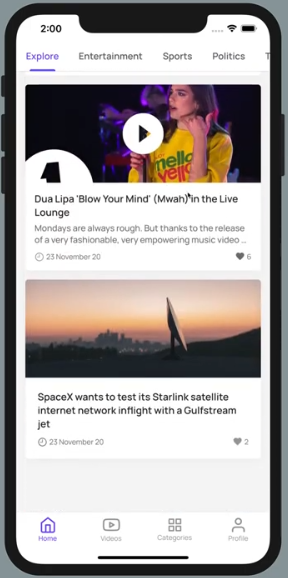 2:00
Explore Entertainment Sports Politics T
mello
yellow
1
Dua Lipa 'Blow Your Mind' (Mwah) in the Live
Lounge
Mondays are always rough. But thanks to the release
of a very fashionable, very empowering music video ...
23 November 20 6
SpaceX wants to test its Starlink satellite
internet network inflight with a Gulfstream
jet
23 November 20 2
Home Videos Catagories Profile